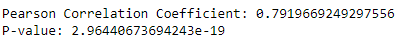 Pearson Correlation Coefficient: 0.7919669249297556
P-value: 2.96440673694243e-19